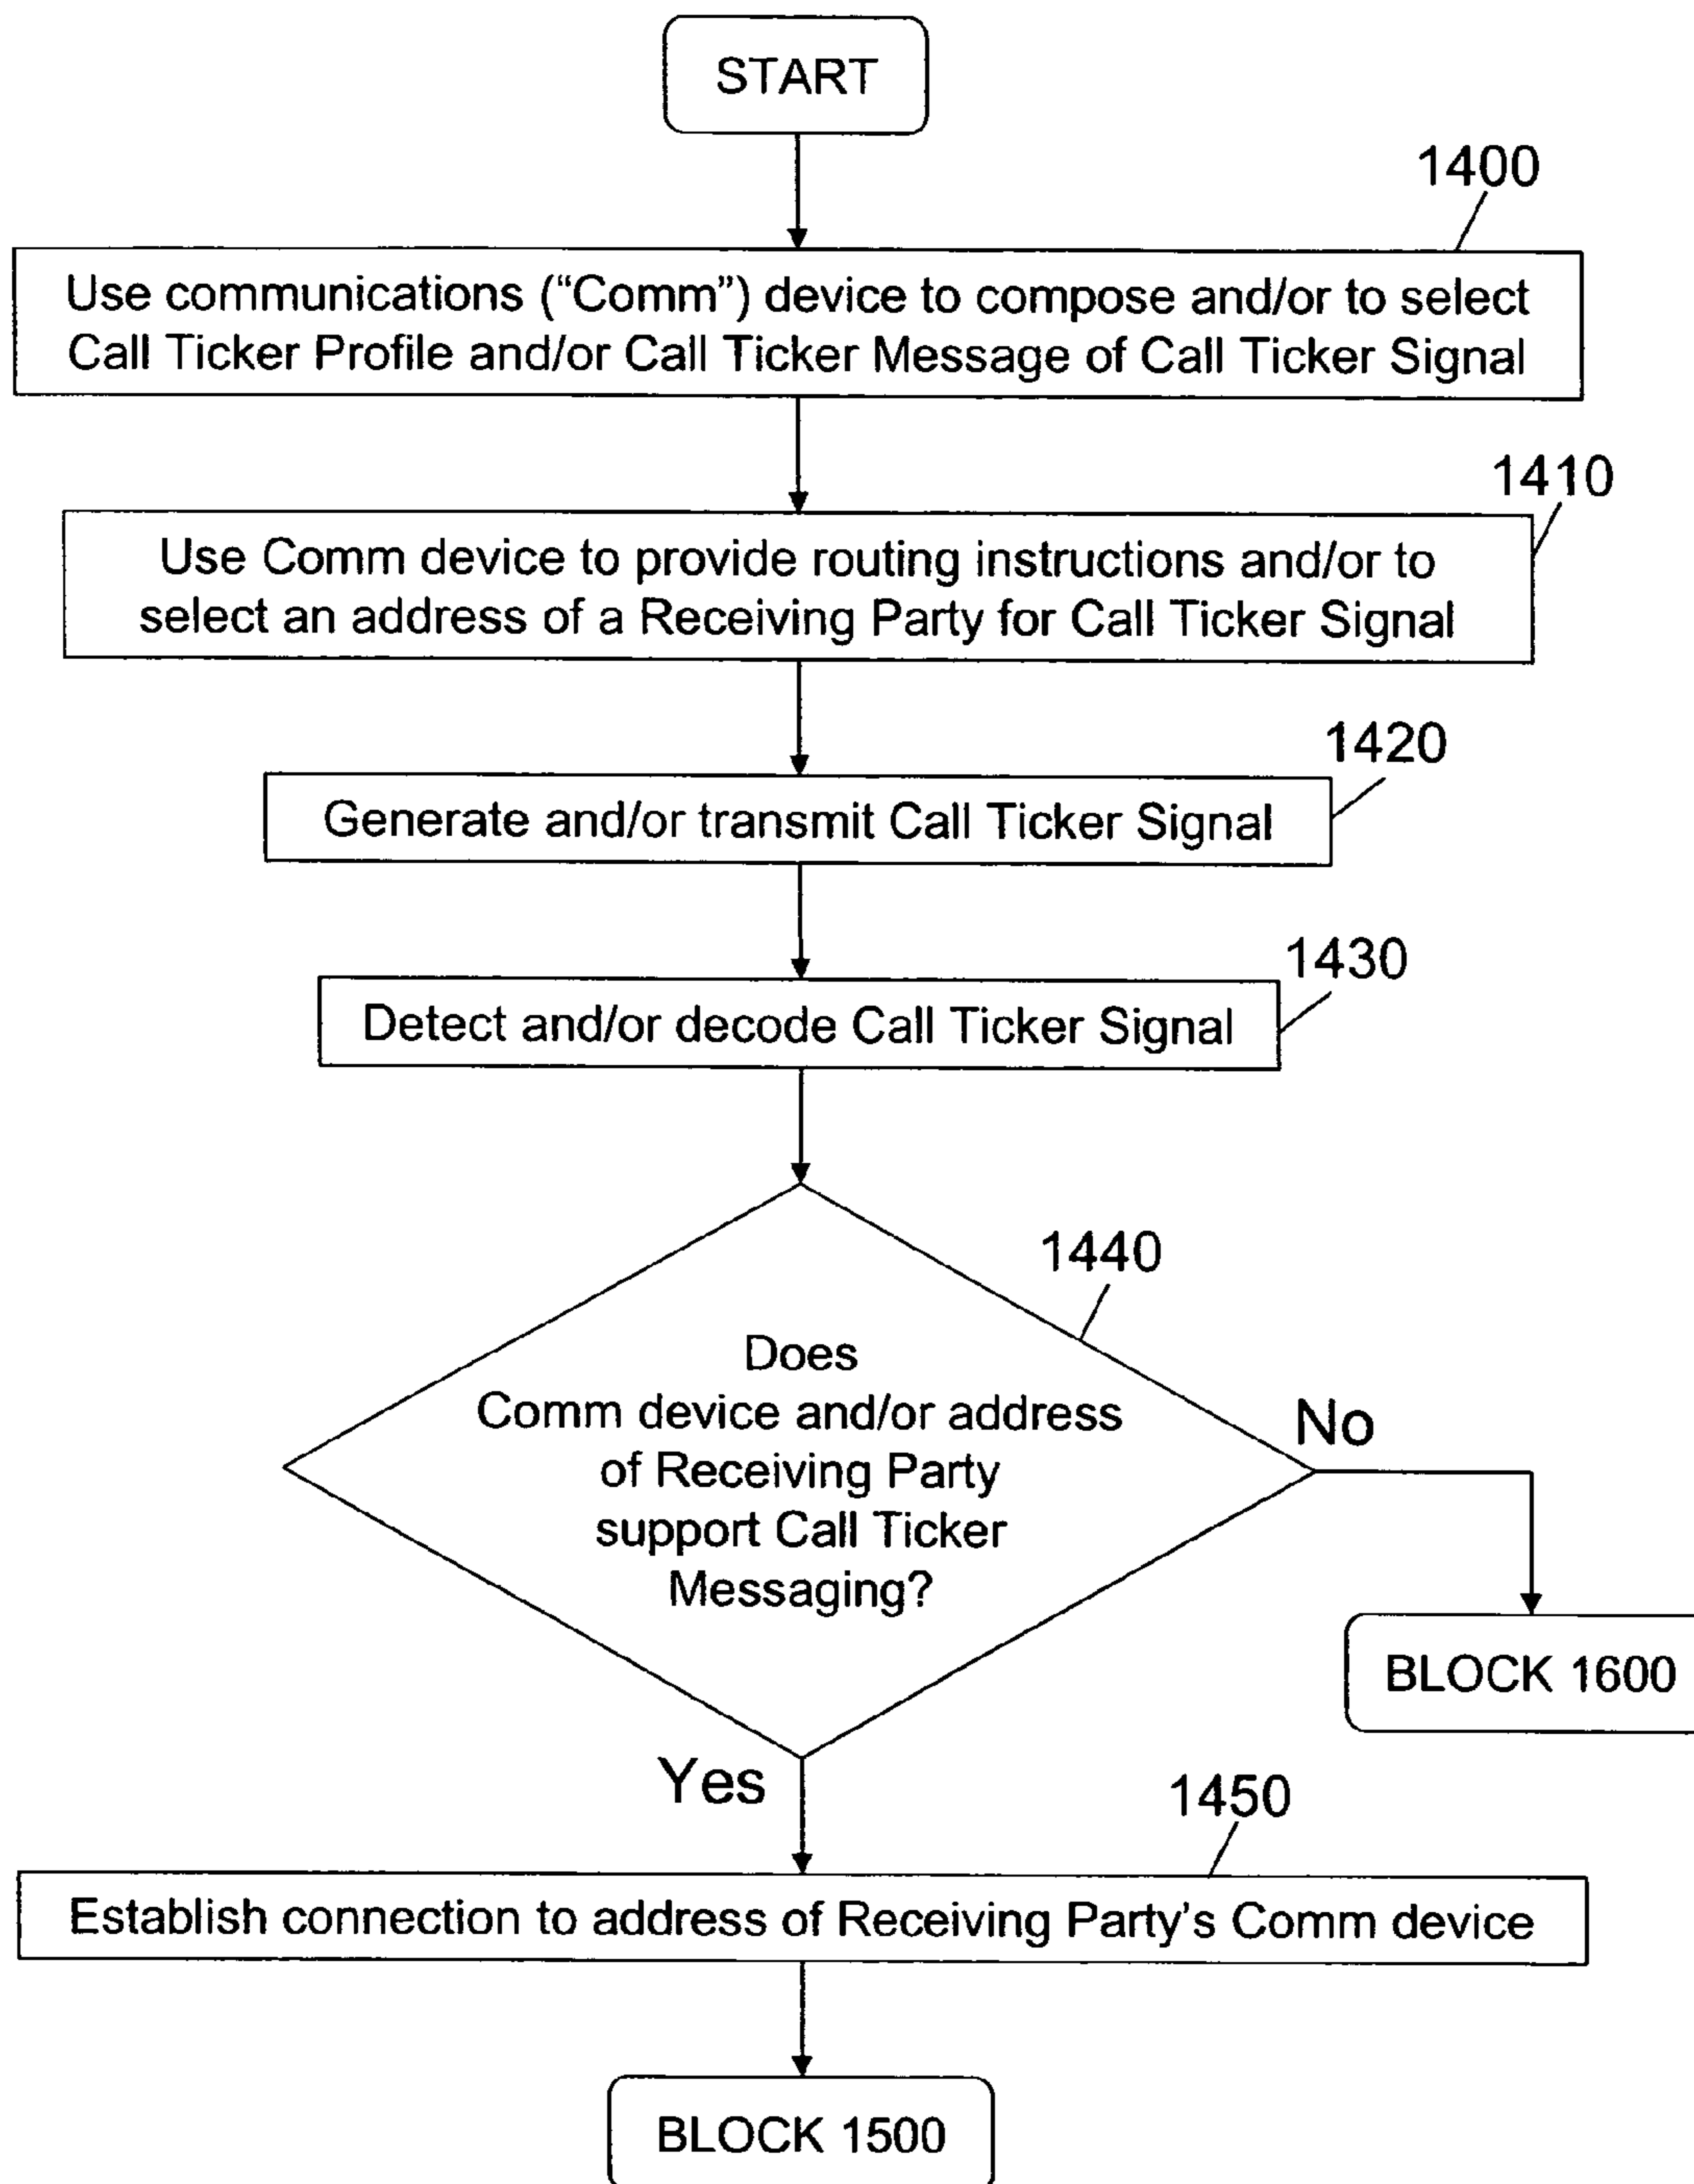 START
1400
Use communications (“Comm”) device to compose and/or to select
Call Ticker Profile and/or Call Ticker Message of Call Ticker Signal
1410
Use Comm device to provide routing instructions and/or to
select an address of a Receiving Party for Call Ticker Signal
1420
Generate and/or transmit Call Ticker Signal
1430
Detect and/or decode Call Ticker Signal
1440
Does
Comm device and/or address
of Receiving Party
support Call Ticker
Messaging?
No
BLOCK 1600
Yes
1450
Establish connection to address of Receiving Party’s Comm device
BLOCK 1500